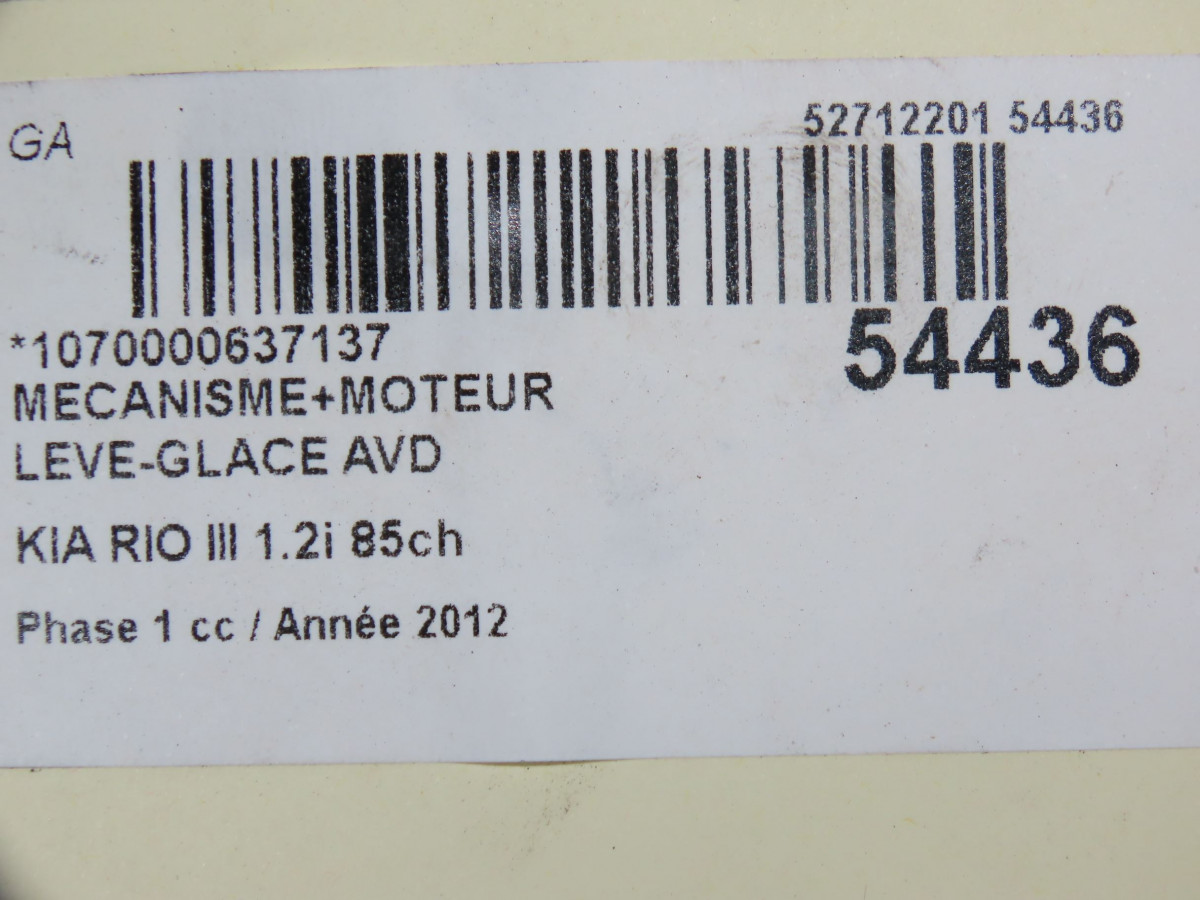 GA
52712201 54436
*1070000637137
54436
MECANISME+MOTEUR
LEVE-GLACE AVD
KIA RIO III 1.2i 85ch
Phase 1 cc / Année 2012